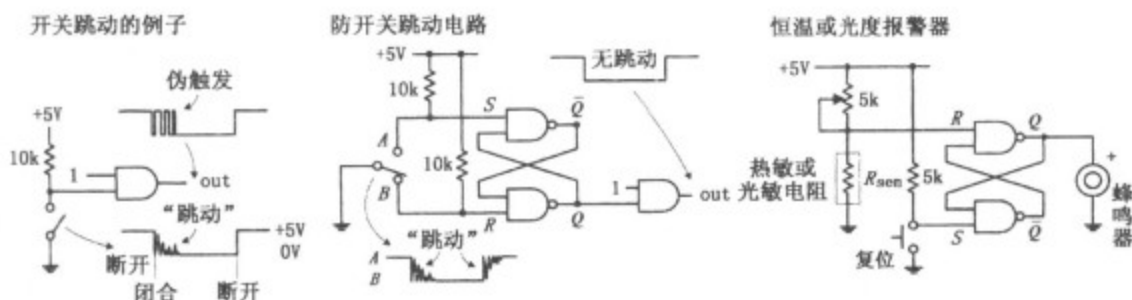 开关跳动的例子
+5V
10k
伪触发
1
out
“跳动”
+5V
0V
断开
闭合
断开
防开关跳动电路
+5V
10k
无跳动
S
Q̄
A
10k
B
1
out
R
Q
“跳动”
A
B
恒温或光度报警器
+5V
5k
R
Q
+
热敏或
光敏电阻
Rsem
5k
S
Q̄
复位
蜂鸣器